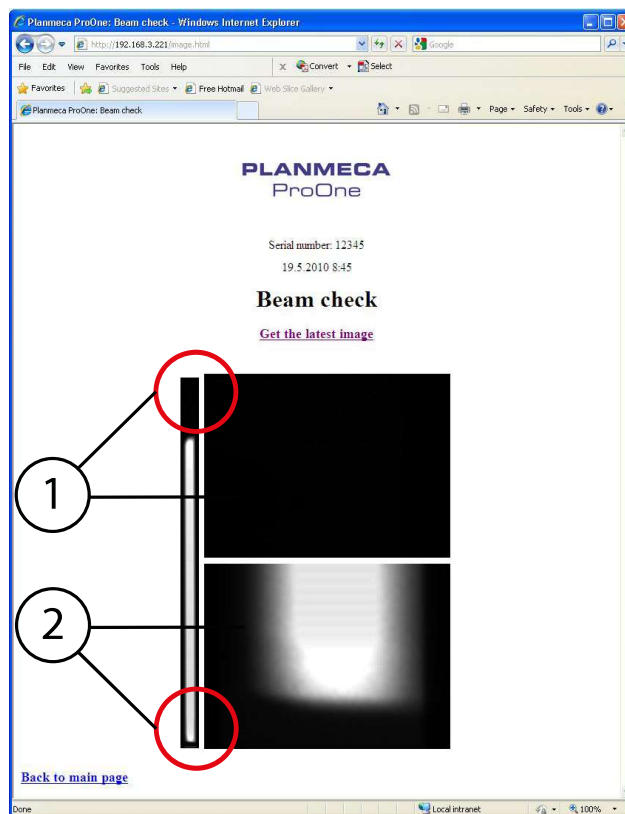 Planmeca ProOne: Beam check - Windows Internet Explorer
http://192.168.3.221/image.html
Google
File Edit View Favorites Tools Help
x Convert Select
Favorites Suggested Sites Free Hotmail Web Slice Gallery
Planmeca ProOne: Beam check
Page Safety Tools
PLANMECA
ProOne
Serial number: 12345
19.5.2010 8:45
Beam check
Get the latest image
1
2
Back to main page
Done Local intranet 100%